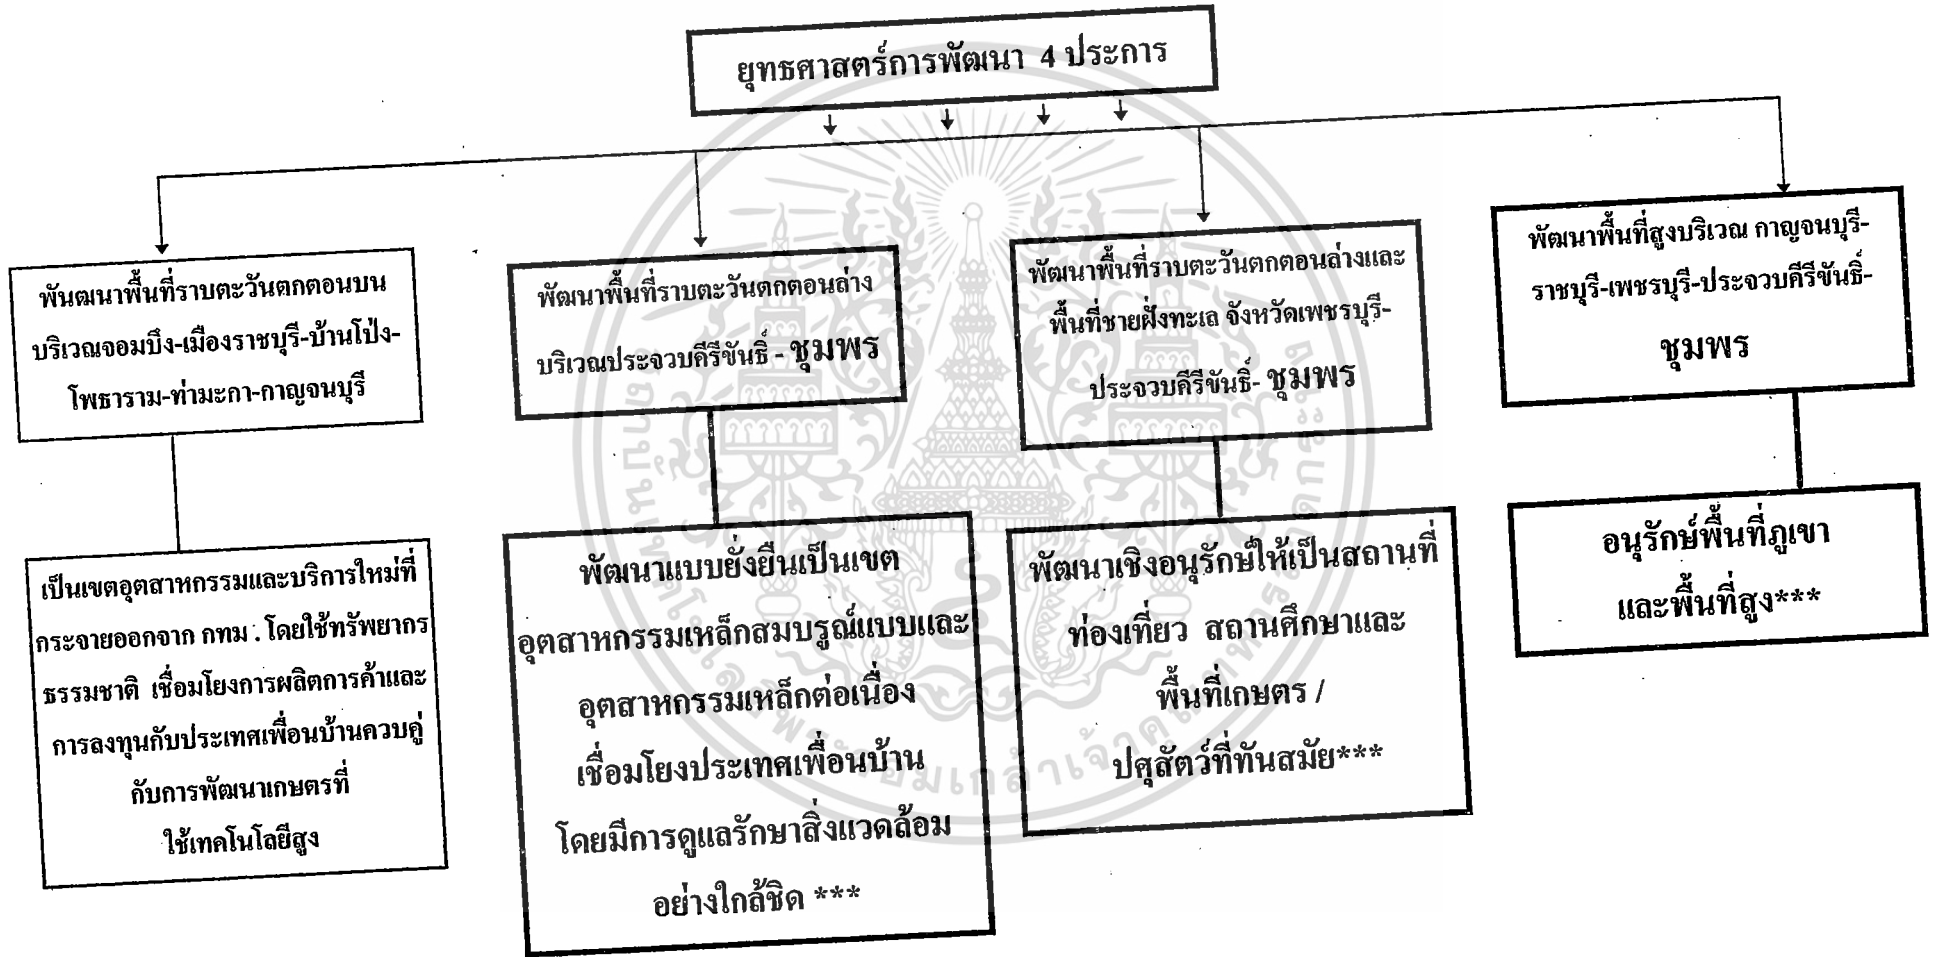 ยุทธศาสตร์การพัฒนา 4 ประการ
พันฒนาพื้นที่ราบตะวันตกตอนบน
บริเวณจอมบึง-เมืองราชบุรี-บ้านโป่ง-
โพธาราม-ท่ามะกา-กาญจนบุรี
พัฒนาพื้นที่ราบตะวันตกตอนล่าง
บริเวณประจวบคีรีขันธิ์ - ชุมพร
พัฒนาพื้นที่ราบตะวันตกตอนล่างและ
พื้นที่ชายฝั่งทะเล จังหวัดเพชรบุรี-
ประจวบคีรีขันธิ์- ชุมพร
พัฒนาพื้นที่สูงบริเวณ กาญจนบุรี-
ราชบุรี-เพชรบุรี-ประจวบคีรีขันธิ์-
ชุมพร
เป็นเขตอุตสาหกรรมและบริการใหม่ที่
กระจายออกจาก กทม . โดยใช้ทรัพยากร
ธรรมชาติ เชื่อมโยงการผลิตการค้าและ
การลงทุนกับประเทศเพื่อนบ้านควบคู่
กับการพัฒนาเกษตรที่
ใช้เทคโนโลยีสูง
พัฒนาแบบยั่งยืนเป็นเขต
อุตสาหกรรมเหล็กสมบรูณ์แบบและ
อุตสาหกรรมเหล็กต่อเนื่อง
เชื่อมโยงประเทศเพื่อนบ้าน
โดยมีการดูแลรักษาสิ่งแวดล้อม
อย่างใกล้ชิด ***
พัฒนาเชิงอนุรักษ์ให้เป็นสถานที่
ท่องเที่ยว สถานศึกษาและ
พื้นที่เกษตร /
ปศุสัตว์ที่ทันสมัย***
อนุรักษ์พื้นที่ภูเขา
และพื้นที่สูง***